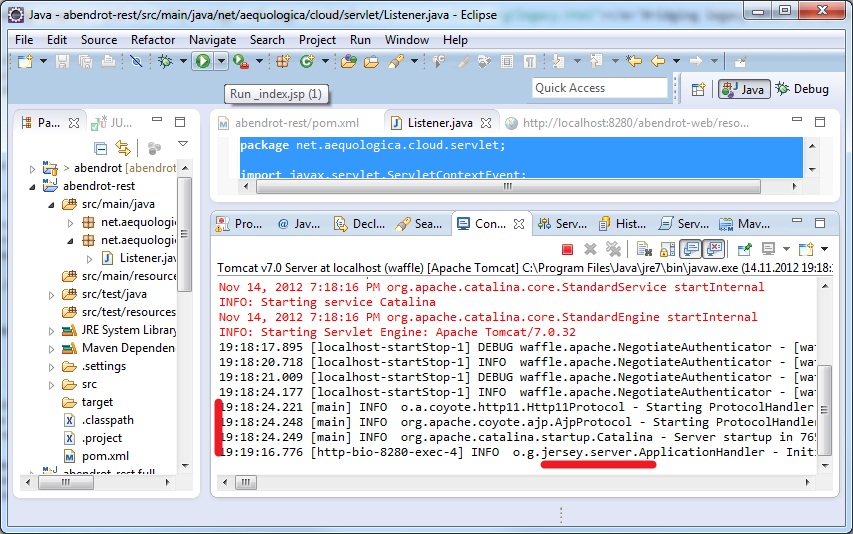 Java - abendrot-rest/src/main/java/net/aequologica/cloud/servlet/Listener.java - Eclipse
File Edit Source Refactor Navigate Search Project Run Window Help
Run _index.jsp (1)
Quick Access
Java
Debug
Pa...
JU...
> abendrot [abendrot
abendrot-rest
src/main/java
net.aequologic
net.aequologic
Listener.java
src/main/resource
src/test/java
src/test/resources
JRE System Library
Maven Dependenc
.settings
src
target
.classpath
.project
pom.xml
abendrot-rest.full
abendrot-rest/pom.xml
Listener.java
http://localhost:8280/abendrot-web/reso...
package net.aequologica.cloud.servlet;
import javax.servlet.ServletContextEvent;
Pro... @ Jav... Decl... Sea... Con... Serv... Hist... Serv... Mav...
Tomcat v7.0 Server at localhost (waffle) [Apache Tomcat] C:\Program Files\Java\jre7\bin\javaw.exe (14.11.2012 19:18:
Nov 14, 2012 7:18:16 PM org.apache.catalina.core.StandardService startInternal
INFO: Starting service Catalina
Nov 14, 2012 7:18:16 PM org.apache.catalina.core.StandardEngine startInternal
INFO: Starting Servlet Engine: Apache Tomcat/7.0.32
19:18:17.895 [localhost-startStop-1] DEBUG waffle.apache.NegotiateAuthenticator - [wa
19:18:20.718 [localhost-startStop-1] INFO waffle.apache.NegotiateAuthenticator - [wa
19:18:21.009 [localhost-startStop-1] DEBUG waffle.apache.NegotiateAuthenticator - [wa
19:18:24.177 [localhost-startStop-1] INFO waffle.apache.NegotiateAuthenticator - [wa
19:18:24.221 [main] INFO o.a.coyote.http11.Http11Protocol - Starting ProtocolHandler
19:18:24.248 [main] INFO org.apache.coyote.ajp.AjpProtocol - Starting ProtocolHandler
19:18:24.249 [main] INFO org.apache.catalina.startup.Catalina - Server startup in 765
19:19:16.776 [http-bio-8280-exec-4] INFO o.g.jersey.server.ApplicationHandler - Initi